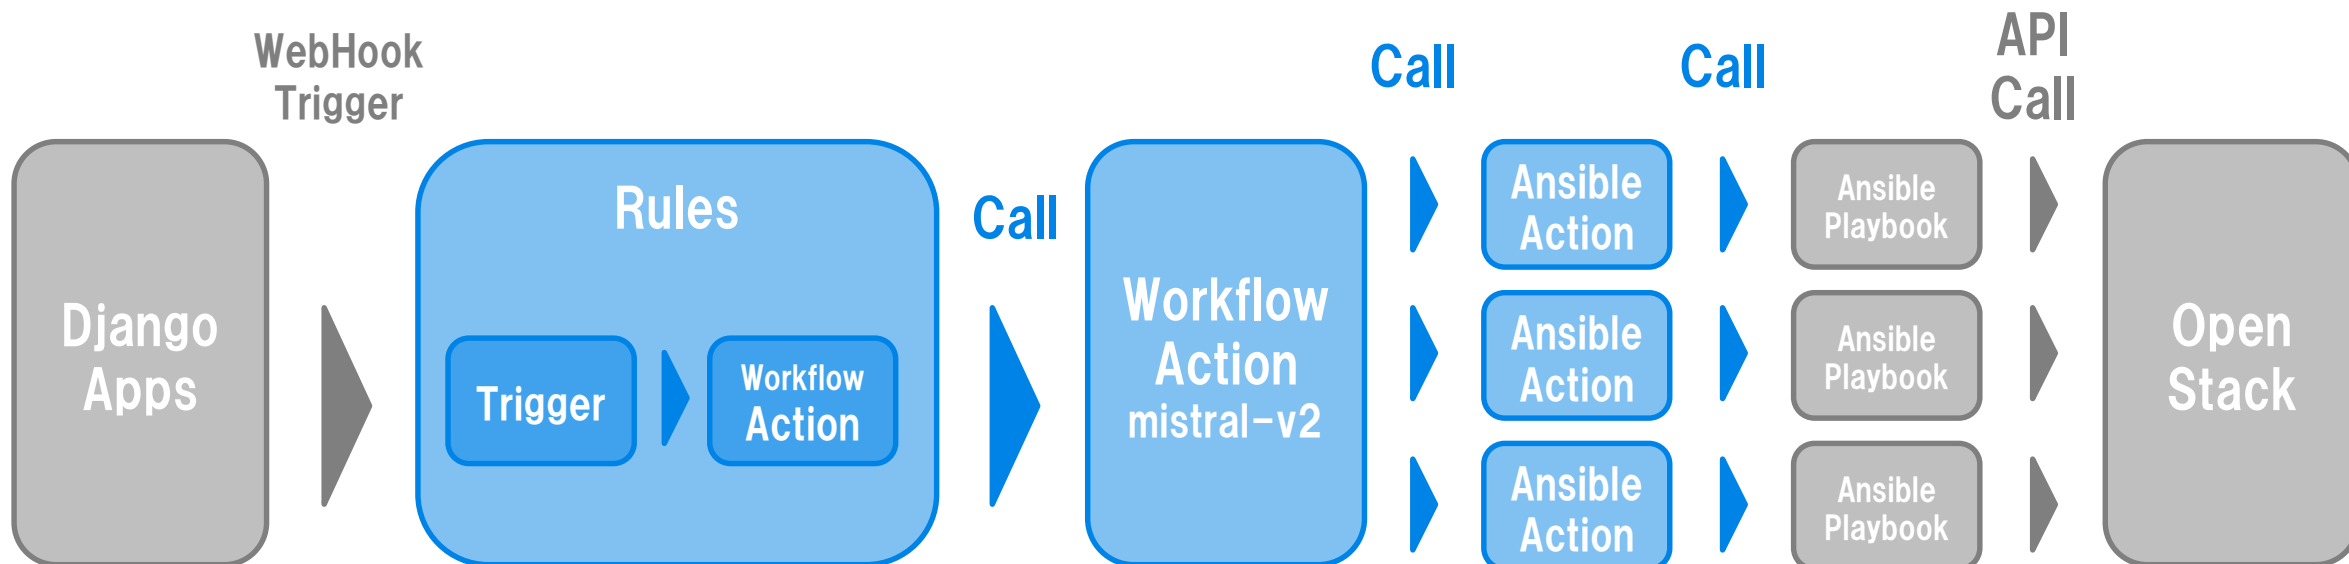 WebHook
Trigger
Call
Call
API
Call
Django
Apps
Rules
Trigger
Workflow
Action
Call
Workflow
Action
mistral-v2
Ansible
Action
Ansible
Playbook
Ansible
Action
Ansible
Playbook
Ansible
Action
Ansible
Playbook
Open
Stack